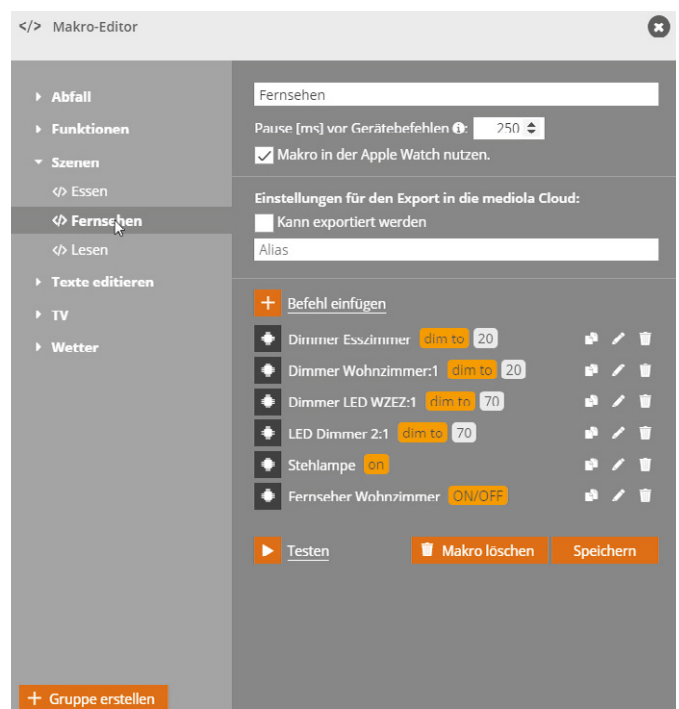 </> Makro-Editor
Abfall
Funktionen
Szenen
</> Essen
</> Fernsehen
</> Lesen
Texte editieren
TV
Wetter
Gruppe erstellen
Fernsehen
Pause [ms] vor Gerätebefehlen : 250
Makro in der Apple Watch nutzen.
Einstellungen für den Export in die mediola Cloud:
Kann exportiert werden
Alias
Befehl einfügen
Dimmer Esszimmer dim to 20
Dimmer Wohnzimmer:1 dim to 20
Dimmer LED WZEZ:1 dim to 70
LED Dimmer 2:1 dim to 70
Stehlampe on
Fernseher Wohnzimmer ON/OFF
Testen Makro löschen Speichern